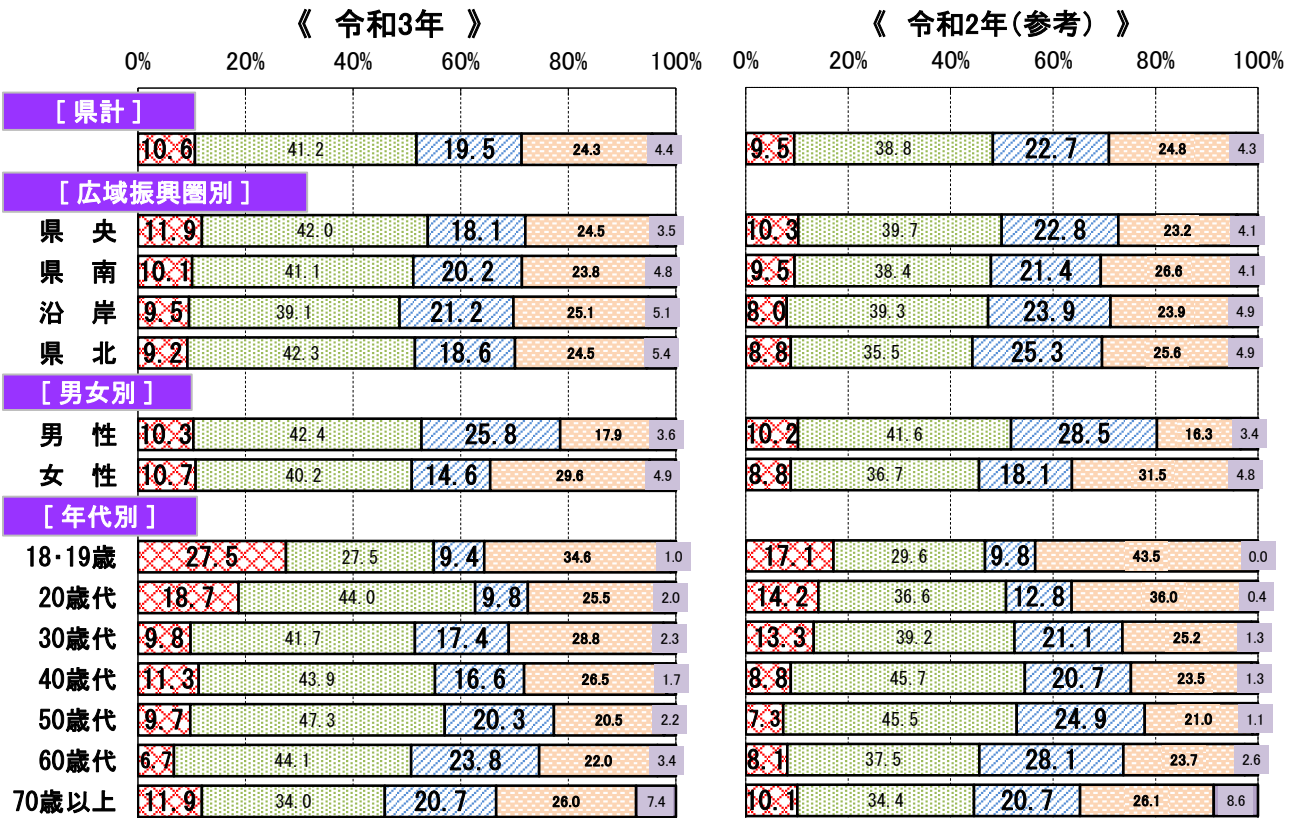 《 令和3年 》 《 令和2年(参考) 》
0% 20% 40% 60% 80% 100% 0% 20% 40% 60% 80% 100%
[ 県計 ]
10.6 41.2 19.5 24.3 4.4 9.5 38.8 22.7 24.8 4.3
[ 広域振興圏別 ]
県 央 11.9 42.0 18.1 24.5 3.5 10.3 39.7 22.8 23.2 4.1
県 南 10.1 41.1 20.2 23.8 4.8 9.5 38.4 21.4 26.6 4.1
沿 岸 9.5 39.1 21.2 25.1 5.1 8.0 39.3 23.9 23.9 4.9
県 北 9.2 42.3 18.6 24.5 5.4 8.8 35.5 25.3 25.6 4.9
[ 男女別 ]
男 性 10.3 42.4 25.8 17.9 3.6 10.2 41.6 28.5 16.3 3.4
女 性 10.7 40.2 14.6 29.6 4.9 8.8 36.7 18.1 31.5 4.8
[ 年代別 ]
18・19歳 27.5 27.5 9.4 34.6 1.0 17.1 29.6 9.8 43.5 0.0
20歳代 18.7 44.0 9.8 25.5 2.0 14.2 36.6 12.8 36.0 0.4
30歳代 9.8 41.7 17.4 28.8 2.3 13.3 39.2 21.1 25.2 1.3
40歳代 11.3 43.9 16.6 26.5 1.7 8.8 45.7 20.7 23.5 1.3
50歳代 9.7 47.3 20.3 20.5 2.2 7.3 45.5 24.9 21.0 1.1
60歳代 6.7 44.1 23.8 22.0 3.4 8.1 37.5 28.1 23.7 2.6
70歳以上 11.9 34.0 20.7 26.0 7.4 10.1 34.4 20.7 26.1 8.6